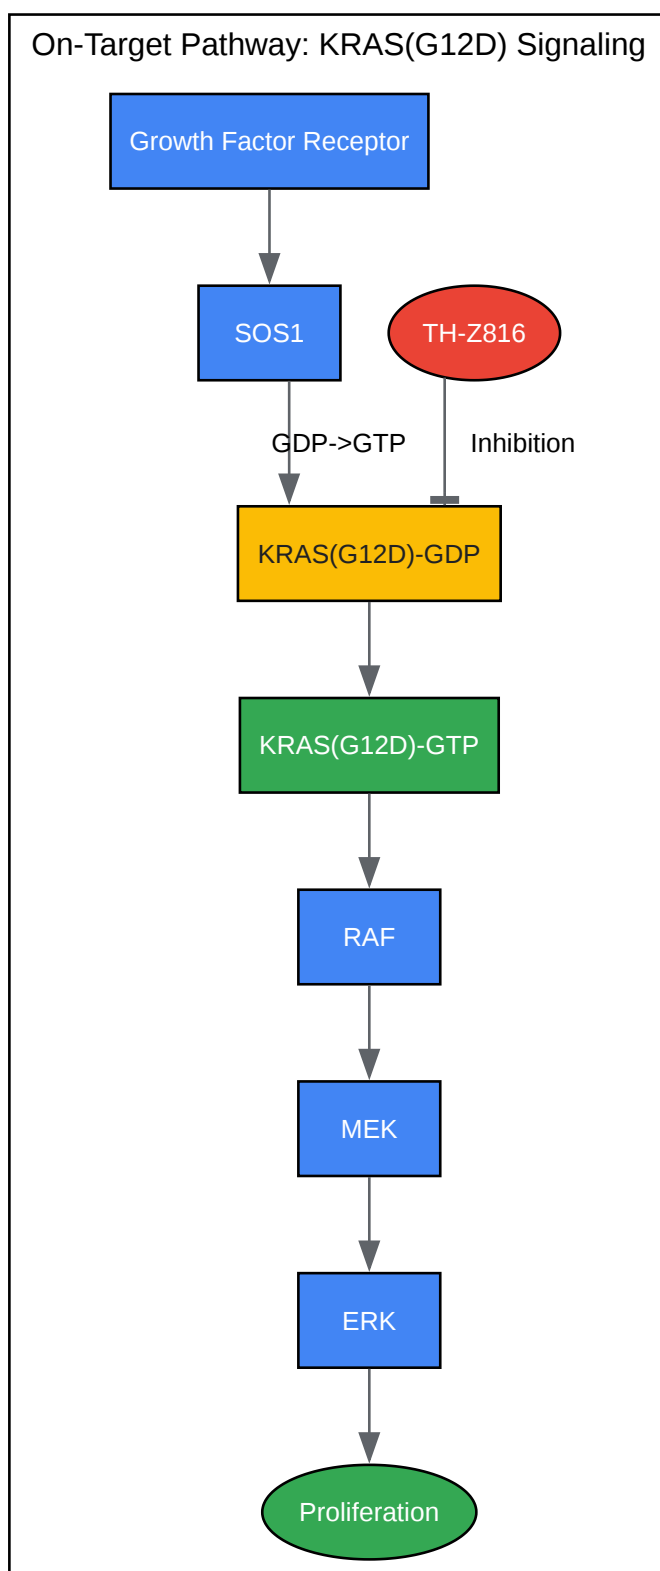 On-Target Pathway: KRAS(G12D) Signaling
Growth Factor Receptor
SOS1
TH-Z816
GDP->GTP
Inhibition
KRAS(G12D)-GDP
KRAS(G12D)-GTP
RAF
MEK
ERK
Proliferation